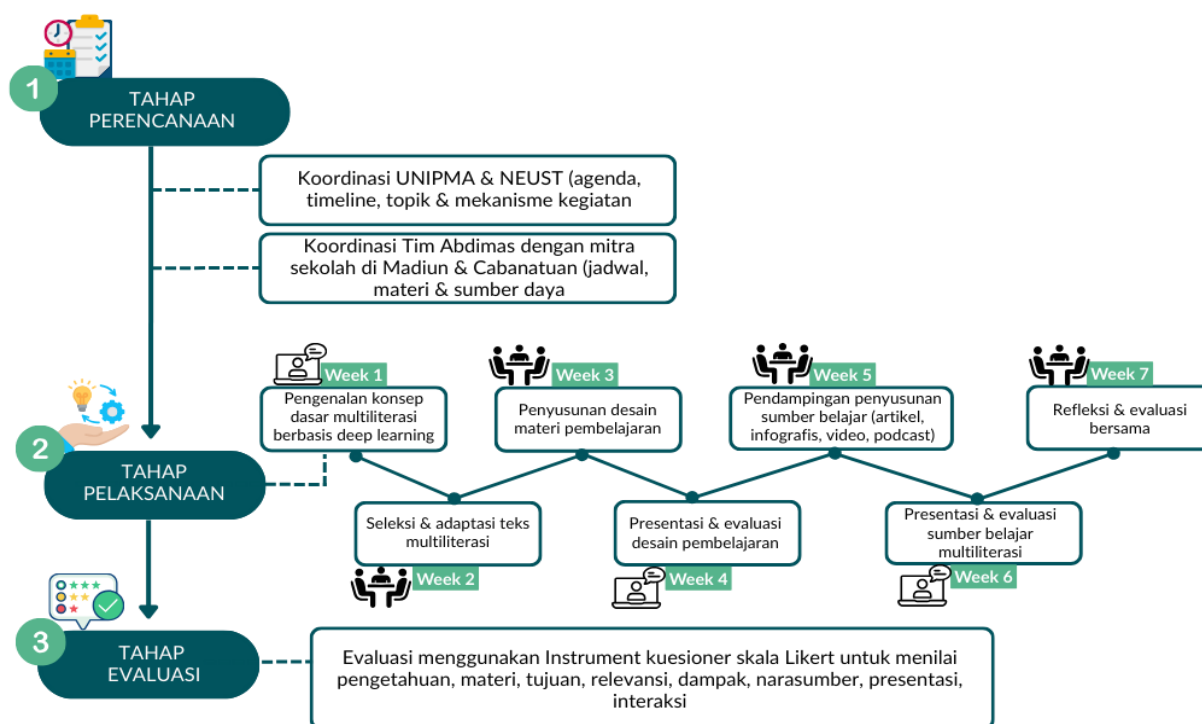 1
TAHAP
PERENCANAAN
Koordinasi UNIPMA & NEUST (agenda,
timeline, topik & mekanisme kegiatan
Koordinasi Tim Abdimas dengan mitra
sekolah di Madiun & Cabanatuan (jadwal,
materi & sumber daya
2
TAHAP
PELAKSANAAN
Week 1
Pengenalan konsep
dasar multiliterasi
berbasis deep learning
Seleksi & adaptasi teks
multiliterasi
Week 2
Week 3
Penyusunan desain
materi pembelajaran
Presentasi & evaluasi
desain pembelajaran
Week 4
Week 5
Pendampingan penyusunan
sumber belajar (artikel,
infografis, video, podcast)
Presentasi & evaluasi
sumber belajar
multiliterasi
Week 6
Week 7
Refleksi & evaluasi
bersama
3
TAHAP
EVALUASI
Evaluasi menggunakan Instrument kuesioner skala Likert untuk menilai
pengetahuan, materi, tujuan, relevansi, dampak, narasumber, presentasi,
interaksi